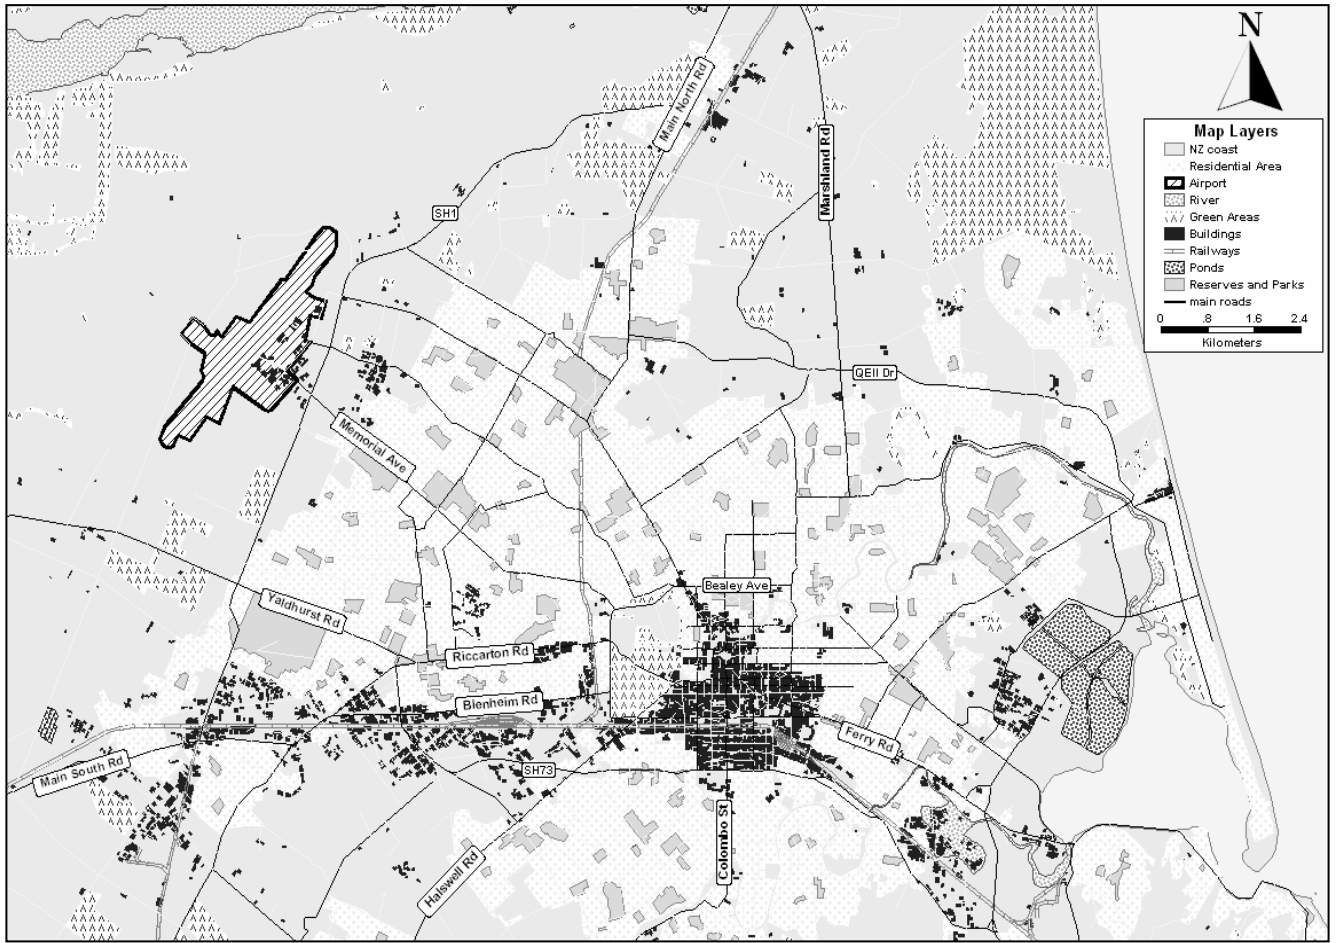 N
Map Layers
NZ coast
Residential Area
Airport
River
Green Areas
Buildings
Railways
Ponds
Reserves and Parks
main roads
0 .8 1.6 2.4
Kilometers
Main North Rd
Marshland Rd
SH1
QEII Dr
Memorial Ave
Bealey Ave
Yaldhurst Rd
Riccarton Rd
Blenheim Rd
Ferry Rd
Main South Rd
SH73
Colombo St
Halswell Rd